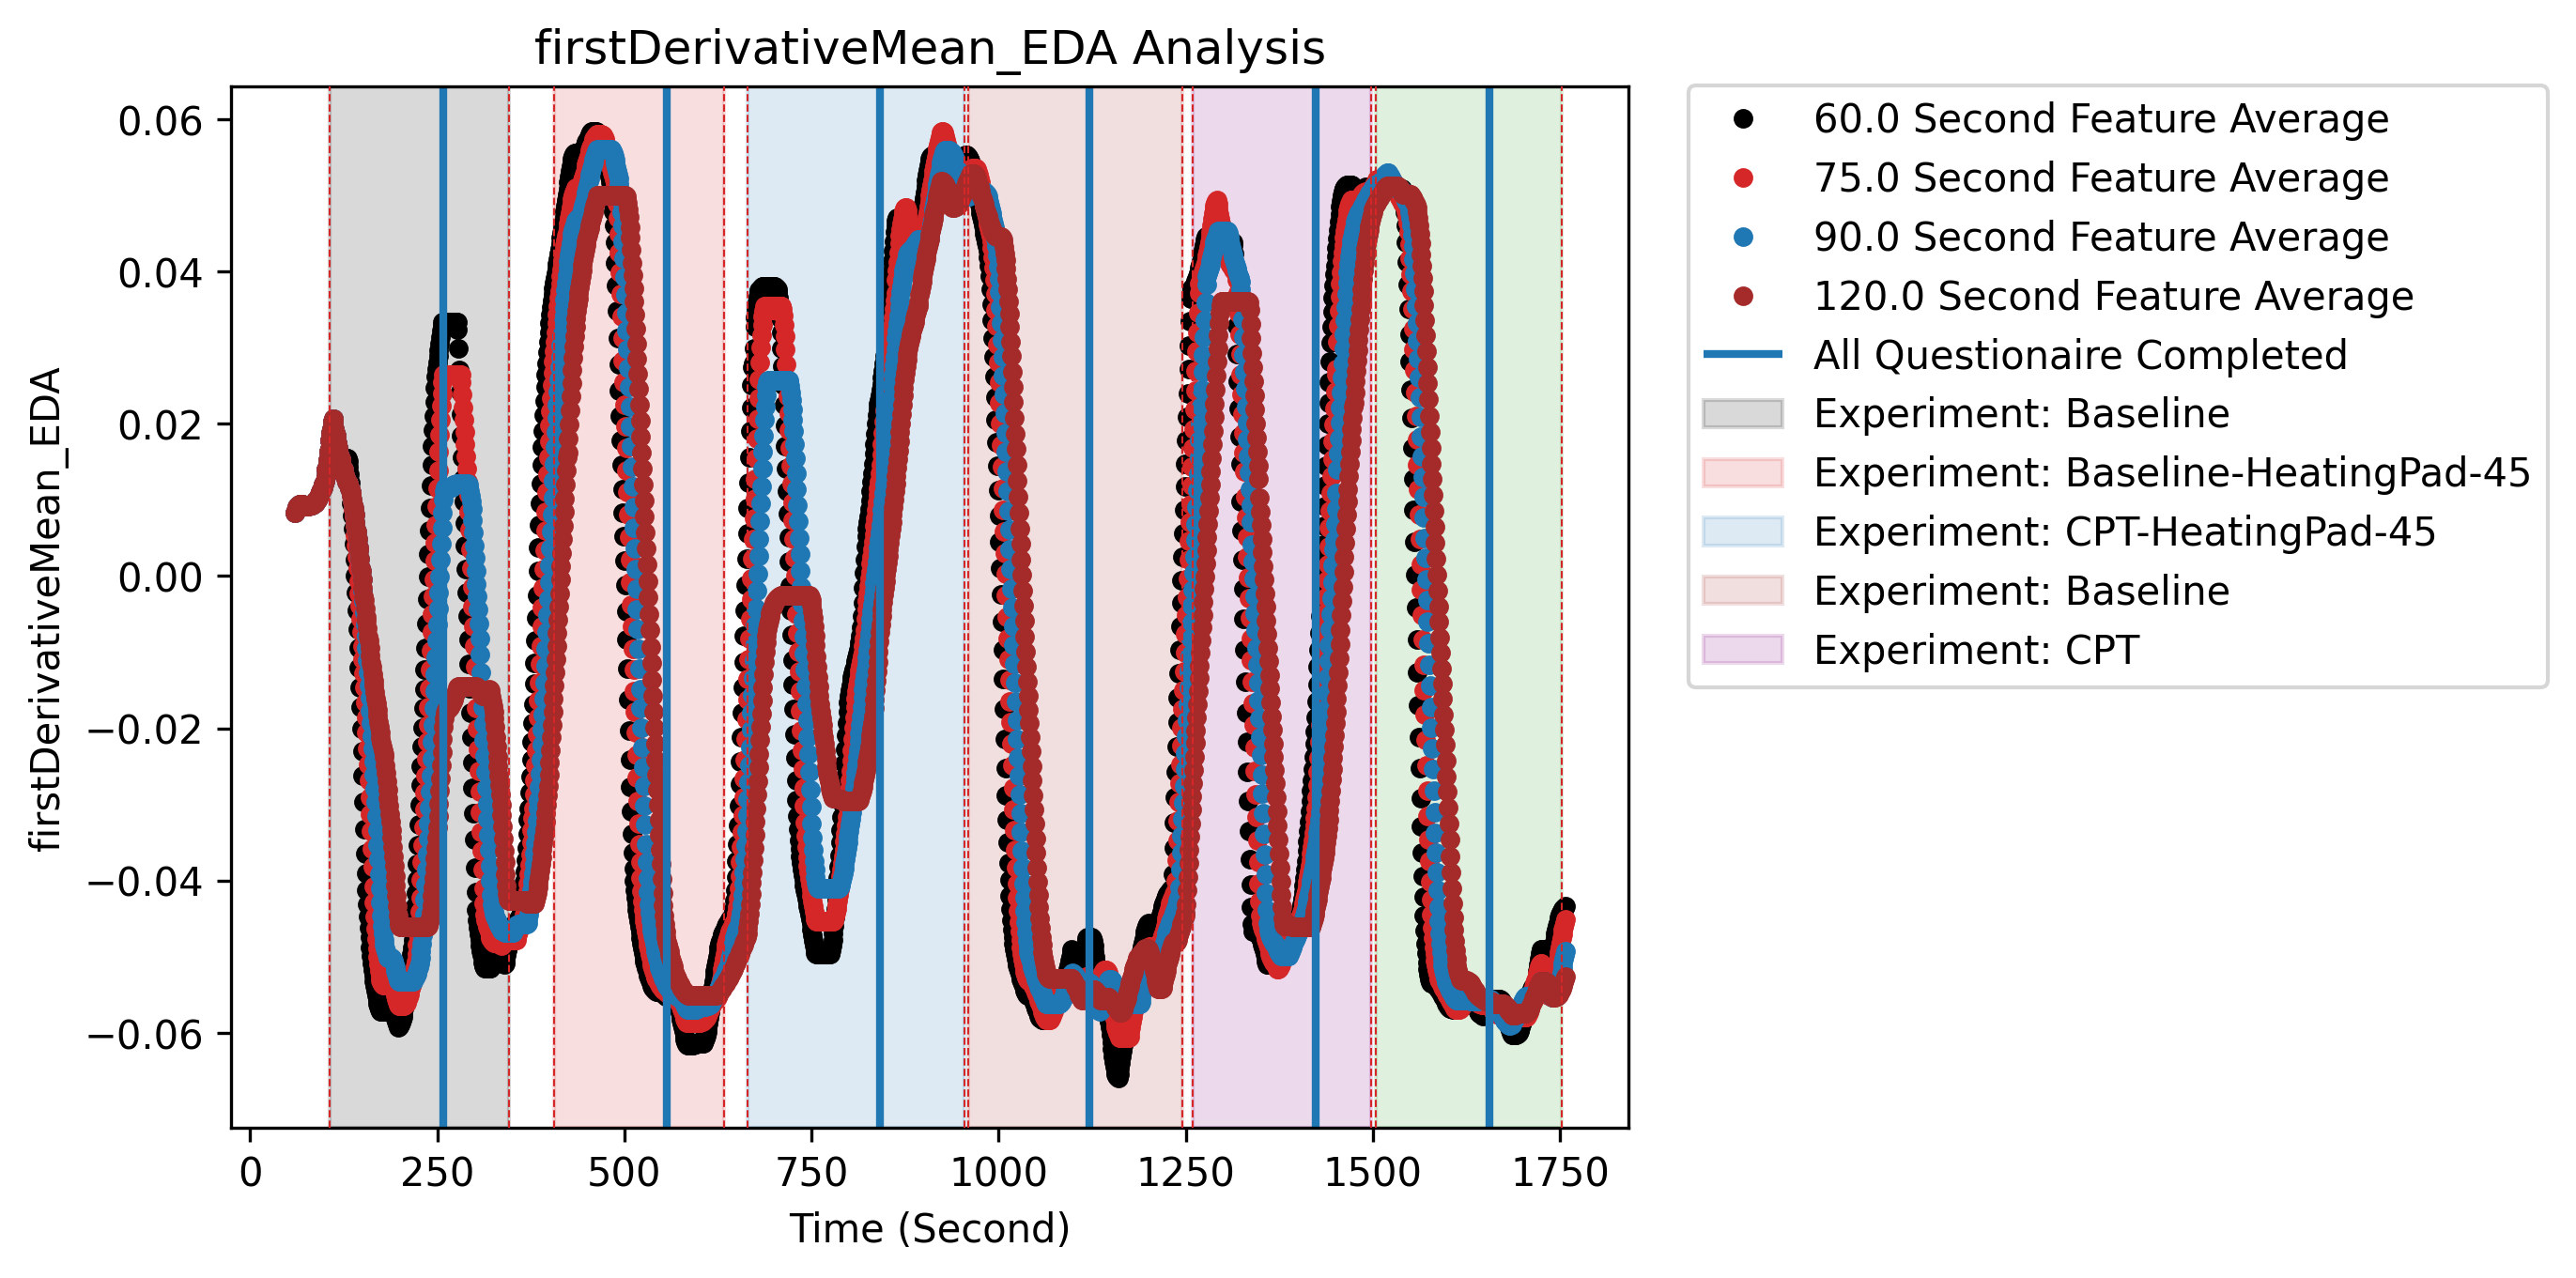 firstDerivativeMean_EDA Analysis
firstDerivativeMean_EDA
0.06
0.04
0.02
0.00
−0.02
−0.04
−0.06
0 250 500 750 1000 1250 1500 1750
Time (Second)
60.0 Second Feature Average
75.0 Second Feature Average
90.0 Second Feature Average
120.0 Second Feature Average
All Questionaire Completed
Experiment: Baseline
Experiment: Baseline-HeatingPad-45
Experiment: CPT-HeatingPad-45
Experiment: Baseline
Experiment: CPT